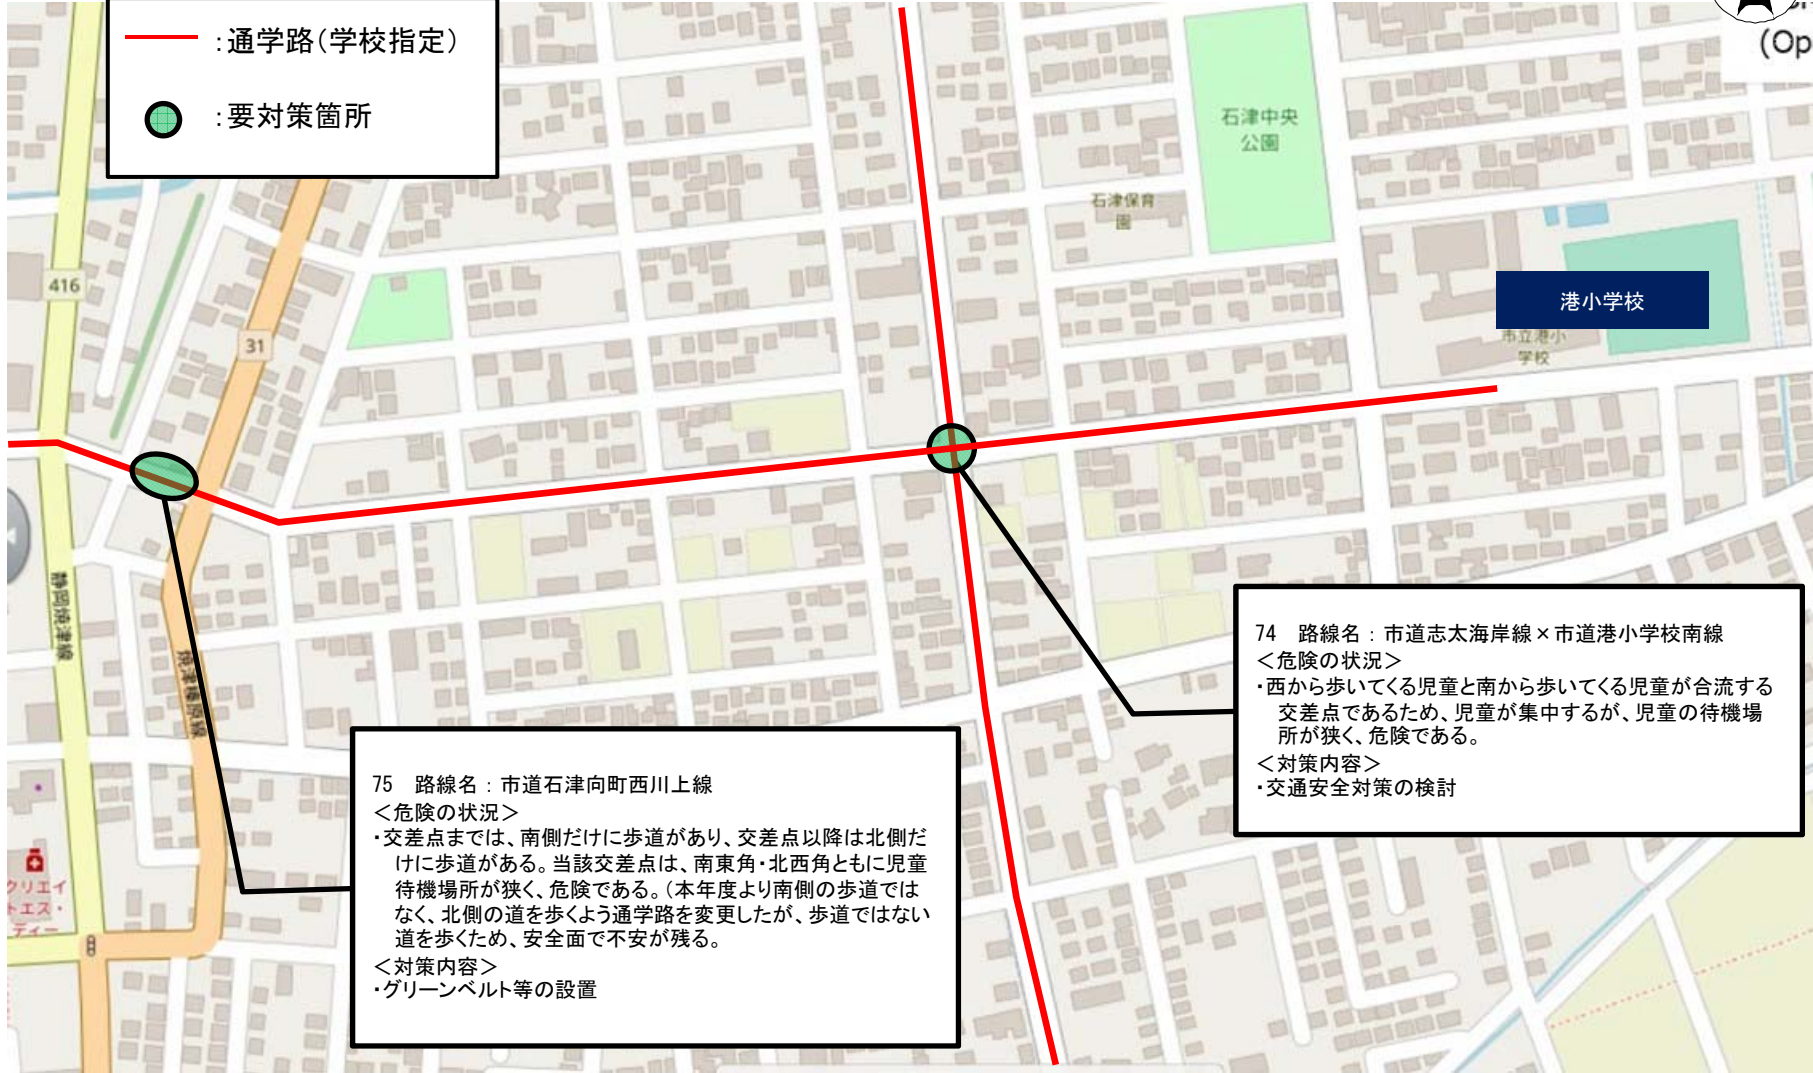 ：通学路（学校指定）
：要対策箇所
(Op
石津中央
公園
石津保育
園
416
31
港小学校
市立港小
学校
静岡焼津線
焼津榛原線
クリエイ
トエス・
ディー
74　路線名：市道志太海岸線×市道港小学校南線
＜危険の状況＞
・西から歩いてくる児童と南から歩いてくる児童が合流する
交差点であるため、児童が集中するが、児童の待機場
所が狭く、危険である。
＜対策内容＞
・交通安全対策の検討
75　路線名：市道石津向町西川上線
＜危険の状況＞
・交差点までは、南側だけに歩道があり、交差点以降は北側だ
けに歩道がある。当該交差点は、南東角・北西角ともに児童
待機場所が狭く、危険である。（本年度より南側の歩道では
なく、北側の道を歩くよう通学路を変更したが、歩道ではない
道を歩くため、安全面で不安が残る。
＜対策内容＞
・グリーンベルト等の設置